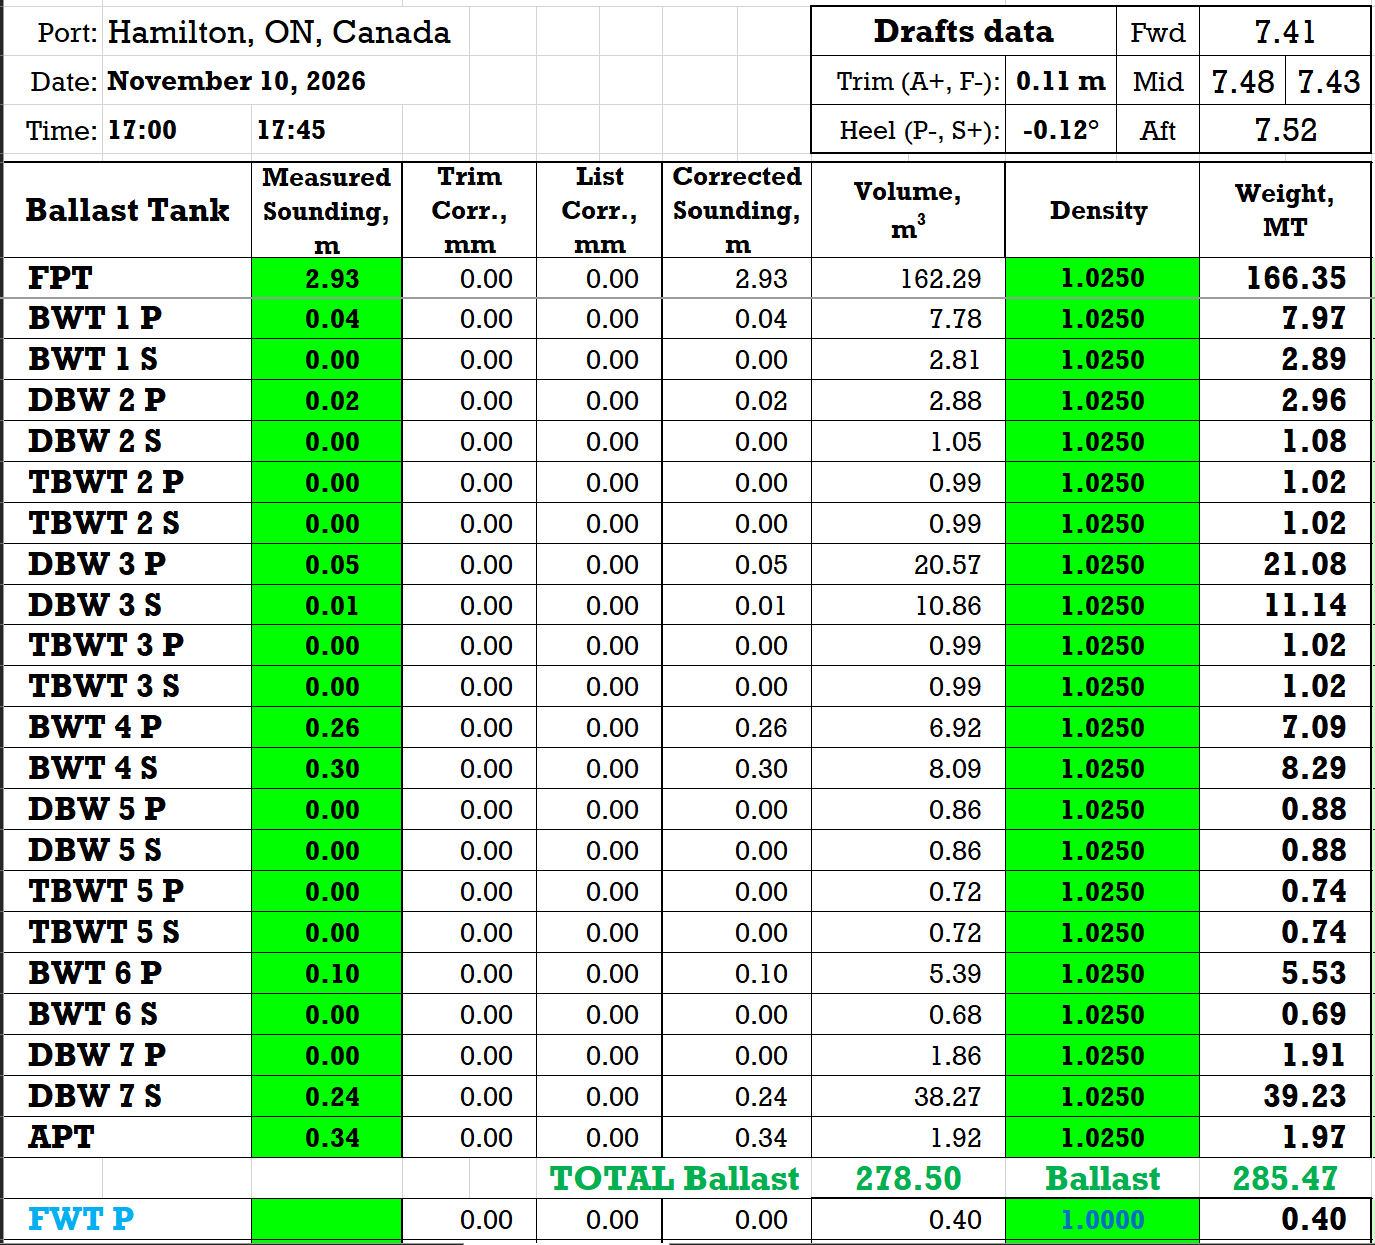 Port: Hamilton, ON, Canada Drafts data Fwd 7.41
Date: November 10, 2026 Trim (A+, F-): 0.11 m Mid 7.48 7.43
Time: 17:00 17:45 Heel (P-, S+): -0.12° Aft 7.52
Ballast Tank Measured Sounding, m Trim Corr., mm List Corr., mm Corrected Sounding, m Volume, m³ Density Weight, MT
FPT 2.93 0.00 0.00 2.93 162.29 1.0250 166.35
BWT 1 P 0.04 0.00 0.00 0.04 7.78 1.0250 7.97
BWT 1 S 0.00 0.00 0.00 0.00 2.81 1.0250 2.89
DBW 2 P 0.02 0.00 0.00 0.02 2.88 1.0250 2.96
DBW 2 S 0.00 0.00 0.00 0.00 1.05 1.0250 1.08
TBWT 2 P 0.00 0.00 0.00 0.00 0.99 1.0250 1.02
TBWT 2 S 0.00 0.00 0.00 0.00 0.99 1.0250 1.02
DBW 3 P 0.05 0.00 0.00 0.05 20.57 1.0250 21.08
DBW 3 S 0.01 0.00 0.00 0.01 10.86 1.0250 11.14
TBWT 3 P 0.00 0.00 0.00 0.00 0.99 1.0250 1.02
TBWT 3 S 0.00 0.00 0.00 0.00 0.99 1.0250 1.02
BWT 4 P 0.26 0.00 0.00 0.26 6.92 1.0250 7.09
BWT 4 S 0.30 0.00 0.00 0.30 8.09 1.0250 8.29
DBW 5 P 0.00 0.00 0.00 0.00 0.86 1.0250 0.88
DBW 5 S 0.00 0.00 0.00 0.00 0.86 1.0250 0.88
TBWT 5 P 0.00 0.00 0.00 0.00 0.72 1.0250 0.74
TBWT 5 S 0.00 0.00 0.00 0.00 0.72 1.0250 0.74
BWT 6 P 0.10 0.00 0.00 0.10 5.39 1.0250 5.53
BWT 6 S 0.00 0.00 0.00 0.00 0.68 1.0250 0.69
DBW 7 P 0.00 0.00 0.00 0.00 1.86 1.0250 1.91
DBW 7 S 0.24 0.00 0.00 0.24 38.27 1.0250 39.23
APT 0.34 0.00 0.00 0.34 1.92 1.0250 1.97
TOTAL Ballast 278.50 Ballast 285.47
FWT P 0.00 0.00 0.00 0.40 1.0000 0.40